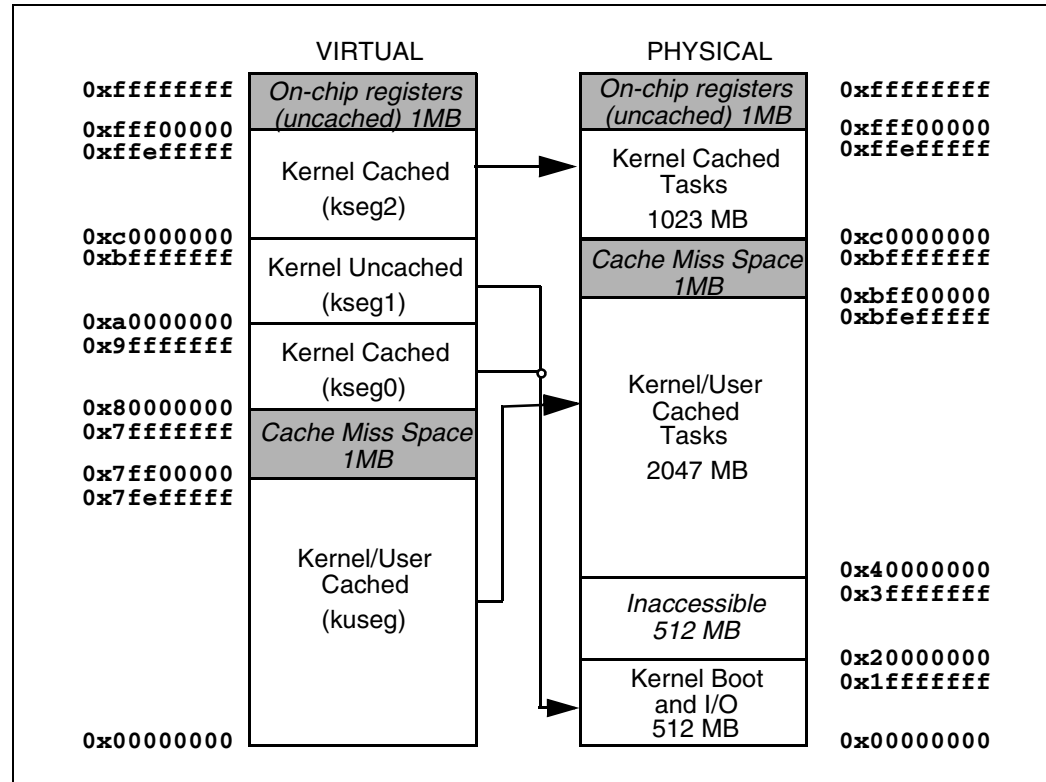 VIRTUAL
PHYSICAL
0xffffffff
0xfff00000
0xffefffff
0xc0000000
0xbfffffff
0xa0000000
0x9fffffff
0x80000000
0x7fffffff
0x7ff00000
0x7fefffff
0x00000000
On-chip registers
(uncached) 1MB
Kernel Cached
(kseg2)
Kernel Uncached
(kseg1)
Kernel Cached
(kseg0)
Cache Miss Space
1MB
Kernel/User
Cached
(kuseg)
On-chip registers
(uncached) 1MB
Kernel Cached
Tasks
1023 MB
Cache Miss Space
1MB
Kernel/User
Cached
Tasks
2047 MB
Inaccessible
512 MB
Kernel Boot
and I/O
512 MB
0xffffffff
0xfff00000
0xffefffff
0xc0000000
0xbfffffff
0xbff00000
0xbfefffff
0x40000000
0x3fffffff
0x20000000
0x1fffffff
0x00000000